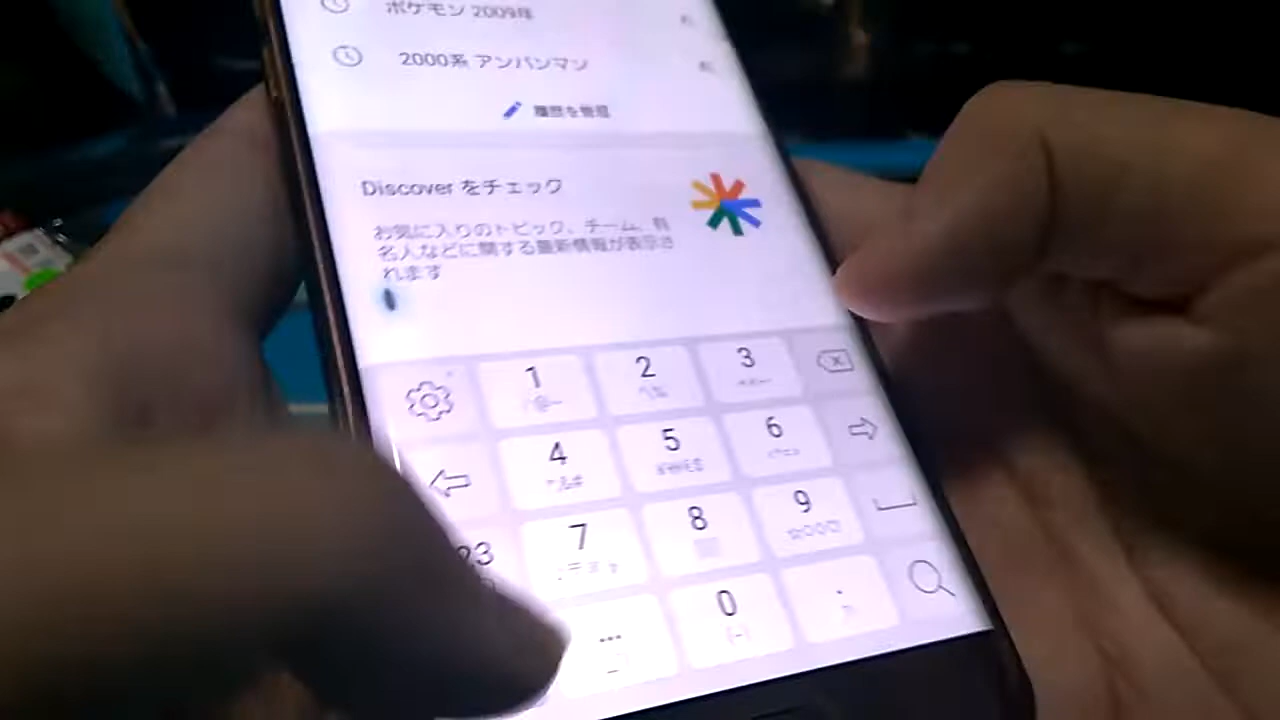 ポケモン 2009年
2000系 アンパンマン
履歴を管理
Discover をチェック
お気に入りのトピック、チーム、有
名人などに関する最新情報が表示さ
れます
1
2
3
4
5
6
7
8
9
0